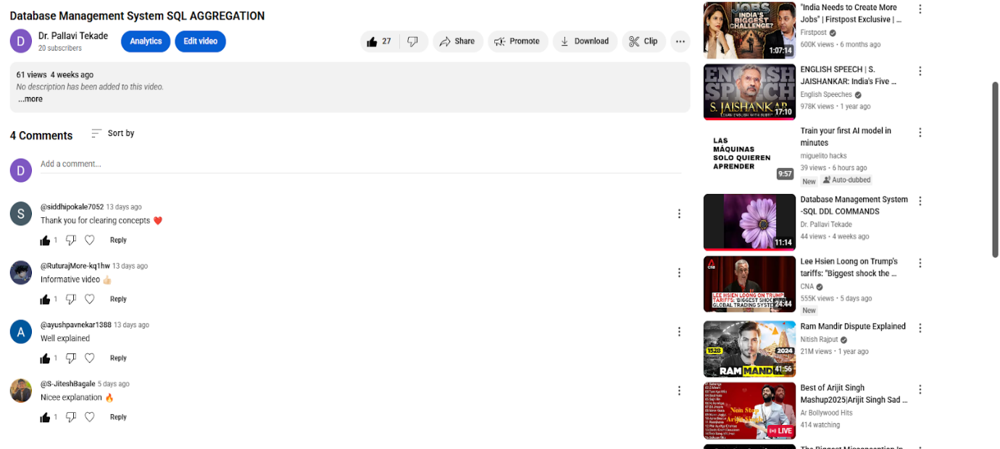 Database Management System SQL AGGREGATION
D
Dr. Pallavi Tekade
20 subscribers
Analytics
Edit video
27
Share
Promote
Download
Clip
61 views 4 weeks ago
No description has been added to this video.
...more
4 Comments
Sort by
D
Add a comment...
S
@siddhipokale7052 13 days ago
Thank you for clearing concepts ❤️
1
Reply
@RuturajMore-kq1hw 13 days ago
Informative video 👍🏻
1
Reply
A
@ayushpavnekar1388 13 days ago
Well explained
1
Reply
@S-JiteshBagale 5 days ago
Nicee explanation 🔥
1
Reply
JOBS
INDIA'S
BIGGEST
CHALLENGE?
1:07:14
"India Needs to Create More
Jobs" | Firstpost Exclusive | ...
Firstpost
600K views • 6 months ago
ENGLISH
SPEECH
S. JAISHANKAR
17:10
ENGLISH SPEECH | S.
JAISHANKAR: India's Five ...
English Speeches
978K views • 1 year ago
LAS
MÁQUINAS
SOLO QUIEREN
APRENDER
9:57
Train your first AI model in
minutes
miguelito hacks
39 views • 6 hours ago
New
Auto-dubbed
11:14
Database Management System
-SQL DDL COMMANDS
Dr. Pallavi Tekade
44 views • 4 weeks ago
CNA
LEE HSIEN LOONG ON TRUMP
TARIFFS: 'BIGGEST SHOCK
GLOBAL TRADING SYSTE
24:44
Lee Hsien Loong on Trump's
tariffs: "Biggest shock the ...
CNA
555K views • 5 days ago
New
1528
2024
RAM MANDI
41:56
Ram Mandir Dispute Explained
Nitish Rajput
21M views • 1 year ago
Non Stop
Arijit Singh
LIVE
Best of Arijit Singh
Mashup2025|Arijit Singh Sad ...
Ar Bollywood Hits
414 watching
The Biggest Misconception In